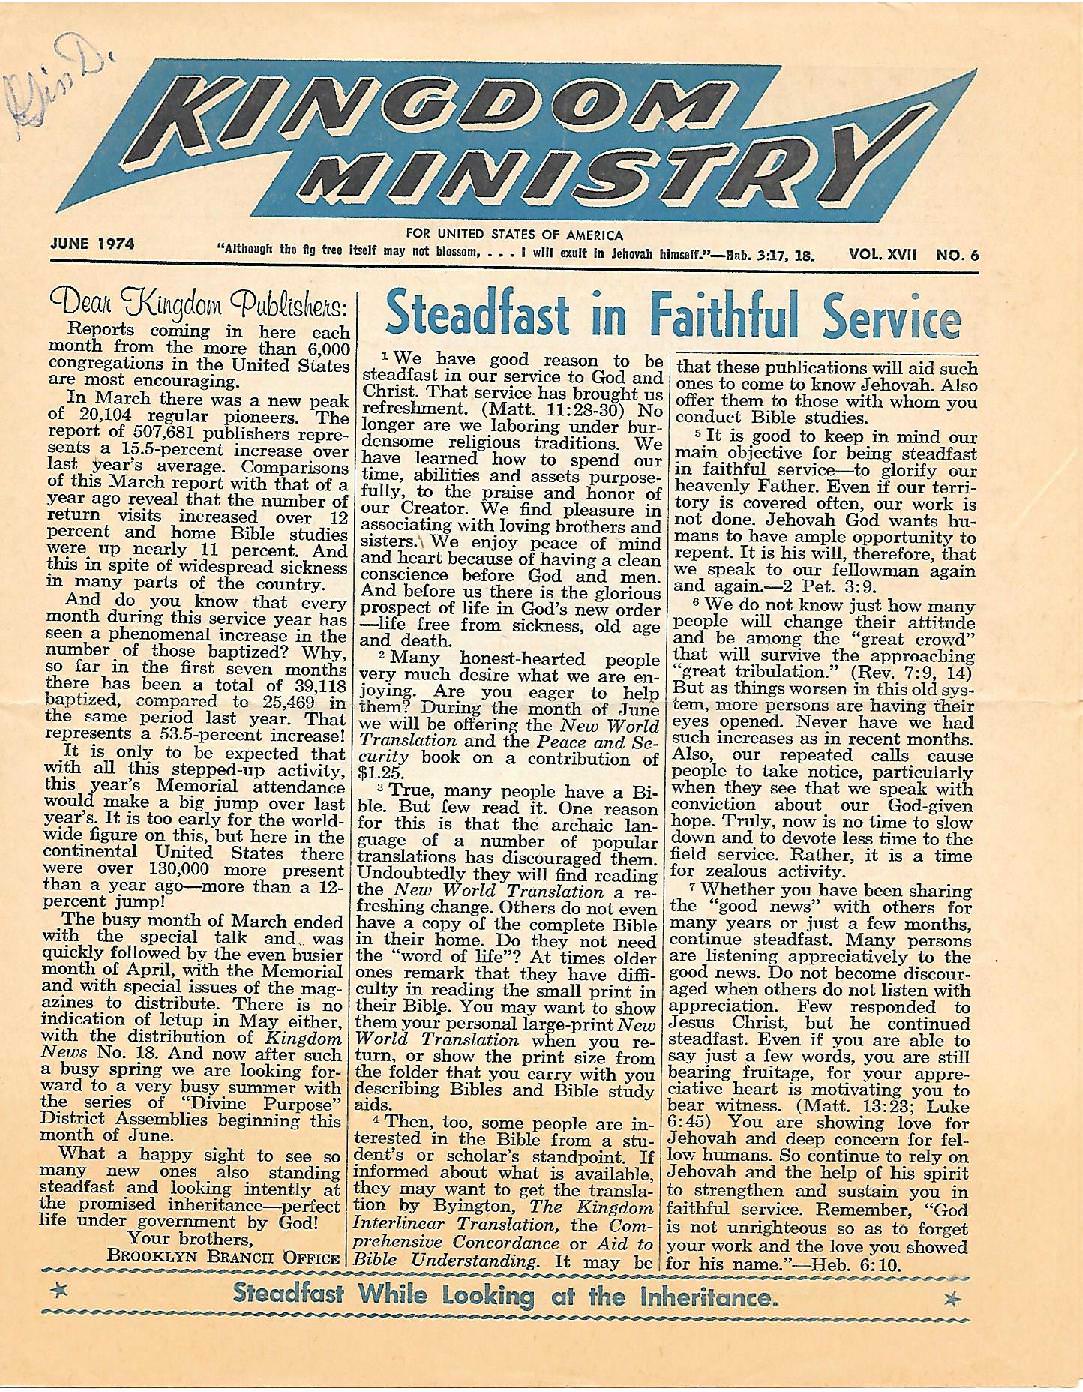 Kiss D.
KINGDOM
MINISTRY
FOR UNITED STATES OF AMERICA
JUNE 1974
"Although the fig tree itself may not blossom, . . . I will exult in Jehovah himself."—Hab. 3:17, 18.
VOL. XVII NO. 6
Dear Kingdom Publishers:
Reports coming in here each
month from the more than 6,000
congregations in the United States
are most encouraging.
In March there was a new peak
of 20,104 regular pioneers. The
report of 507,681 publishers repre-
sents a 15.5-percent increase over
last year's average. Comparisons
of this March report with that of a
year ago reveal that the number of
return visits increased over 12
percent and home Bible studies
were up nearly 11 percent. And
this in spite of widespread sickness
in many parts of the country.
And do you know that every
month during this service year has
seen a phenomenal increase in the
number of those baptized? Why,
so far in the first seven months
there has been a total of 39,118
baptized, compared to 25,469 in
the same period last year. That
represents a 53.5-percent increase!
It is only to be expected that
with all this stepped-up activity,
this year's Memorial attendance
would make a big jump over last
year's. It is too early for the world-
wide figure on this, but here in the
continental United States there
were over 130,000 more present
than a year ago—more than a 12-
percent jump!
The busy month of March ended
with the special talk and was
quickly followed by the even busier
month of April, with the Memorial
and with special issues of the mag-
azines to distribute. There is no
indication of letup in May either,
with the distribution of Kingdom
News No. 18. And now after such
a busy spring we are looking for-
ward to a very busy summer with
the series of "Divine Purpose"
District Assemblies beginning this
month of June.
What a happy sight to see so
many new ones also standing
steadfast and looking intently at
the promised inheritance—perfect
life under government by God!
Your brothers,
BROOKLYN BRANCH OFFICE
Steadfast in Faithful Service
1 We have good reason to be
steadfast in our service to God and
Christ. That service has brought us
refreshment. (Matt. 11:28-30) No
longer are we laboring under bur-
densome religious traditions. We
have learned how to spend our
time, abilities and assets purpose-
fully, to the praise and honor of
our Creator. We find pleasure in
associating with loving brothers and
sisters. We enjoy peace of mind
and heart because of having a clean
conscience before God and men.
And before us there is the glorious
prospect of life in God's new order
—life free from sickness, old age
and death.
2 Many honest-hearted people
very much desire what we are en-
joying. Are you eager to help
them? During the month of June
we will be offering the New World
Translation and the Peace and Se-
curity book on a contribution of
$1.25.
3 True, many people have a Bi-
ble. But few read it. One reason
for this is that the archaic lan-
guage of a number of popular
translations has discouraged them.
Undoubtedly they will find reading
the New World Translation a re-
freshing change. Others do not even
have a copy of the complete Bible
in their home. Do they not need
the "word of life"? At times older
ones remark that they have diffi-
culty in reading the small print in
their Bible. You may want to show
them your personal large-print New
World Translation when you re-
turn, or show the print size from
the folder that you carry with you
describing Bibles and Bible study
aids.
4 Then, too, some people are in-
terested in the Bible from a stu-
dent's or scholar's standpoint. If
informed about what is available,
they may want to get the transla-
tion by Byington, The Kingdom
Interlinear Translation, the Com-
prehensive Concordance or Aid to
Bible Understanding. It may be
that these publications will aid such
ones to come to know Jehovah. Also
offer them to those with whom you
conduct Bible studies.
5 It is good to keep in mind our
main objective for being steadfast
in faithful service—to glorify our
heavenly Father. Even if our terri-
tory is covered often, our work is
not done. Jehovah God wants hu-
mans to have ample opportunity to
repent. It is his will, therefore, that
we speak to our fellowman again
and again.—2 Pet. 3:9.
6 We do not know just how many
people will change their attitude
and be among the "great crowd"
that will survive the approaching
"great tribulation." (Rev. 7:9, 14)
But as things worsen in this old sys-
tem, more persons are having their
eyes opened. Never have we had
such increases as in recent months.
Also, our repeated calls cause
people to take notice, particularly
when they see that we speak with
conviction about our God-given
hope. Truly, now is no time to slow
down and to devote less time to the
field service. Rather, it is a time
for zealous activity.
7 Whether you have been sharing
the "good news" with others for
many years or just a few months,
continue steadfast. Many persons
are listening appreciatively to the
good news. Do not become discour-
aged when others do not listen with
appreciation. Few responded to
Jesus Christ, but he continued
steadfast. Even if you are able to
say just a few words, you are still
bearing fruitage, for your appre-
ciative heart is motivating you to
bear witness. (Matt. 13:23; Luke
6:45) You are showing love for
Jehovah and deep concern for fel-
low humans. So continue to rely on
Jehovah and the help of his spirit
to strengthen and sustain you in
faithful service. Remember, "God
is not unrighteous so as to forget
your work and the love you showed
for his name."—Heb. 6:10.
Steadfast While Looking at the Inheritance.